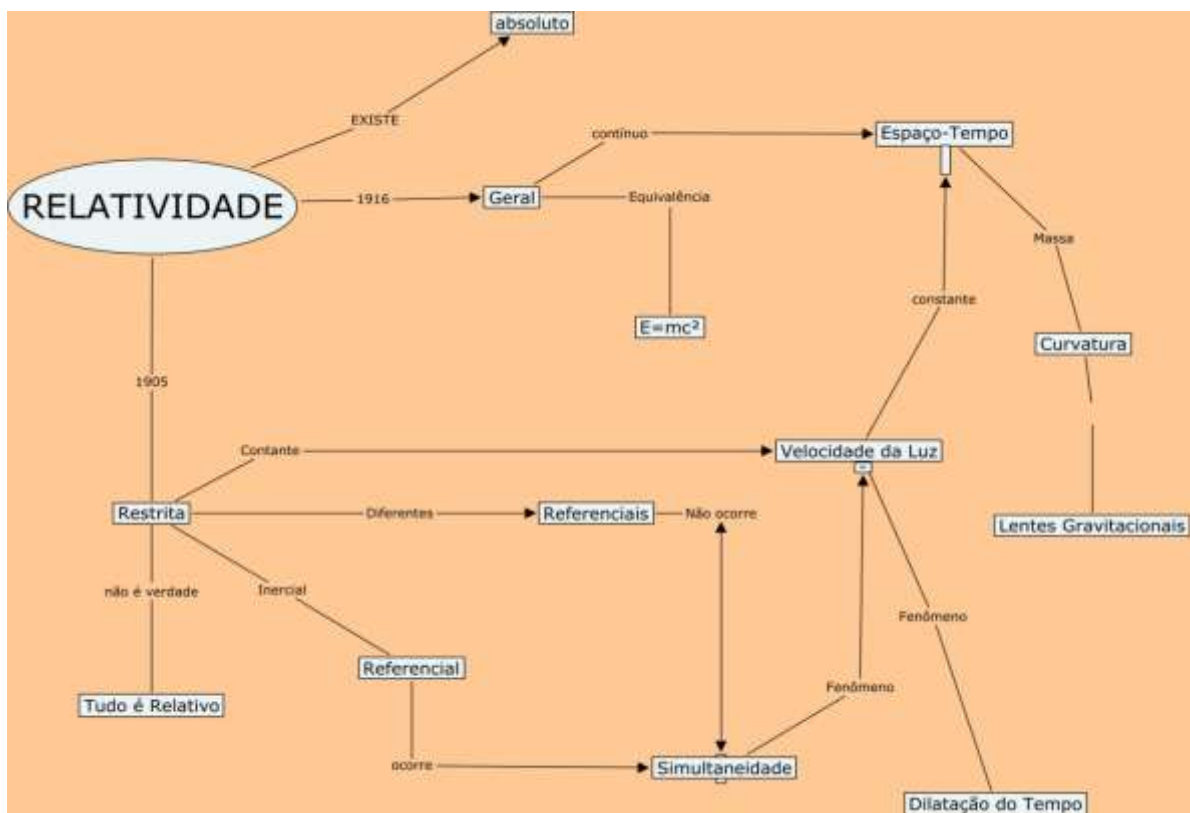 absoluto
EXISTE
contínuo
Espaço-Tempo
RELATIVIDADE
1916
Geral
Equivalência
Massa
constante
E=mc²
Curvatura
1905
Contante
Velocidade da Luz
Restrita
Diferentes
Referenciais
Não ocorre
Lentes Gravitacionais
não é verdade
Inercial
Fenômeno
Referencial
Fenômeno
Tudo é Relativo
ocorre
Simultaneidade
Dilatação do Tempo